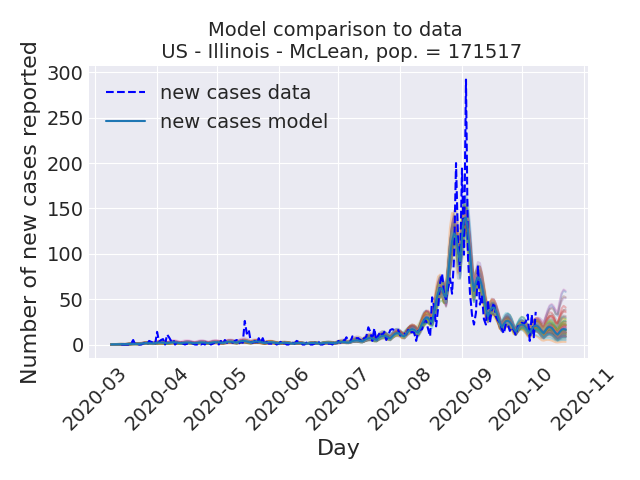 Model comparison to data
US - Illinois - McLean, pop. = 171517
Number of new cases reported
300
250
200
150
100
50
0
new cases data
new cases model
2020-03
2020-04
2020-05
2020-06
2020-07
2020-08
2020-09
2020-10
2020-11
Day